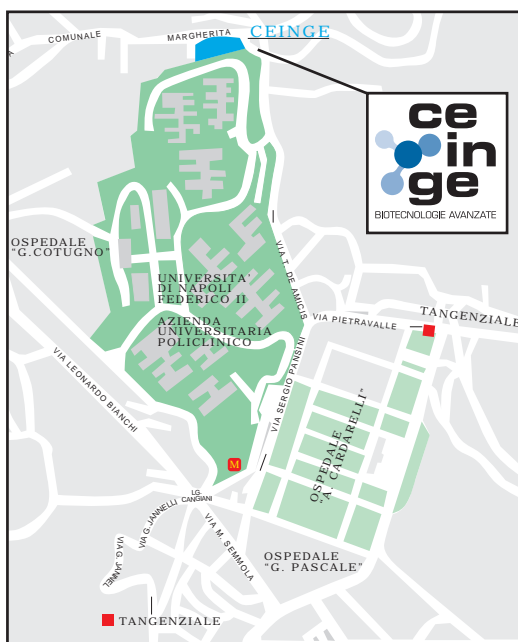 COMUNALE
MARGHERITA
CEINGE
ce
in
ge
BIOTECNOLOGIE AVANZATE
OSPEDALE
"G.COTUGNO"
UNIVERSITA'
DI NAPOLI
FEDERICO II
AZIENDA
UNIVERSITARIA
POLICLINICO
VIA T. DE AMICIS
TANGENZIALE
VIA PIETRAVALLE
VIA LEONARDO BIANCHI
VIA SERGIO PANSINI
OSPEDALE
"A. CARDARELLI"
M
LG.
CANGIANI
VIA G.JANNELLI
VIA M. SEMMOLA
VIA G. JANNEL
OSPEDALE
"G. PASCALE"
TANGENZIALE